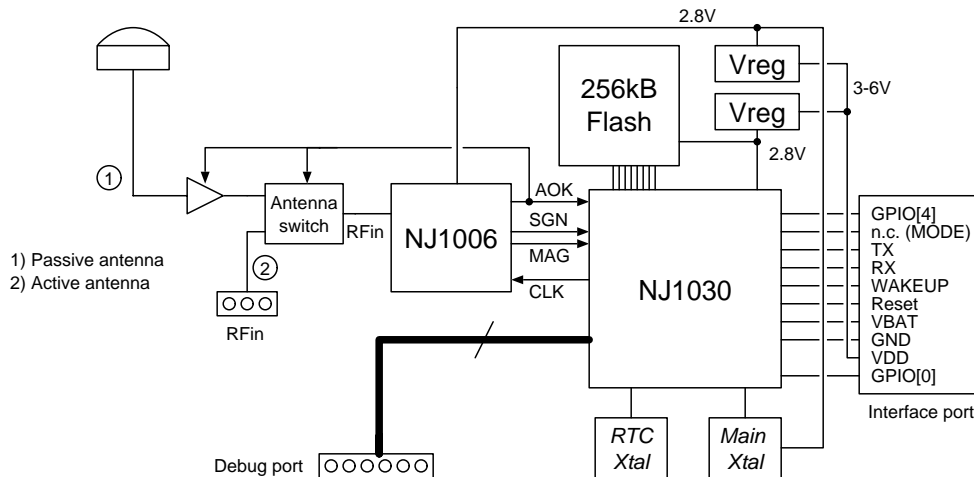 2.8V
Vreg
3-6V
256kB
Flash
Vreg
2.8V
1
Antenna
switch
RFin
NJ1006
AOK
SGN
MAG
CLK
NJ1030
GPIO[4]
n.c. (MODE)
TX
RX
WAKEUP
Reset
VBAT
GND
VDD
GPIO[0]
Interface port
1) Passive antenna
2) Active antenna
2
RFin
RTC
Xtal
Main
Xtal
Debug port